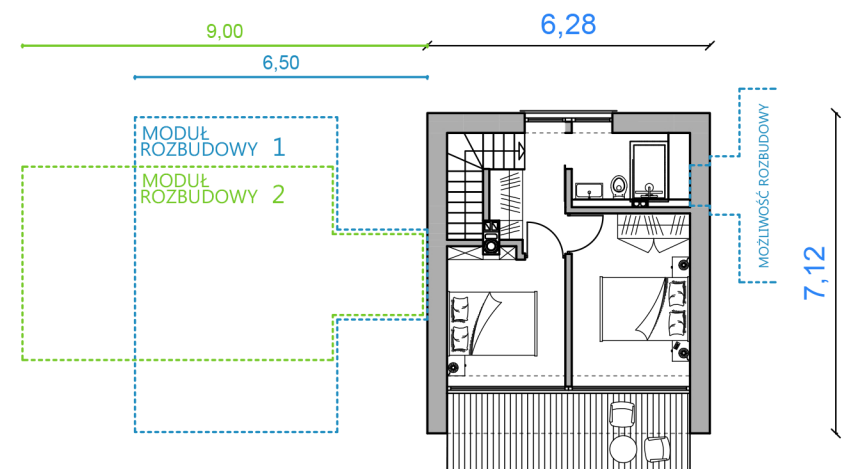 9,00
6,28
6,50
MODUŁ
ROZBUDOWY 1
MODUŁ
ROZBUDOWY 2
MOŻLIWOŚĆ ROZBUDOWY
7,12